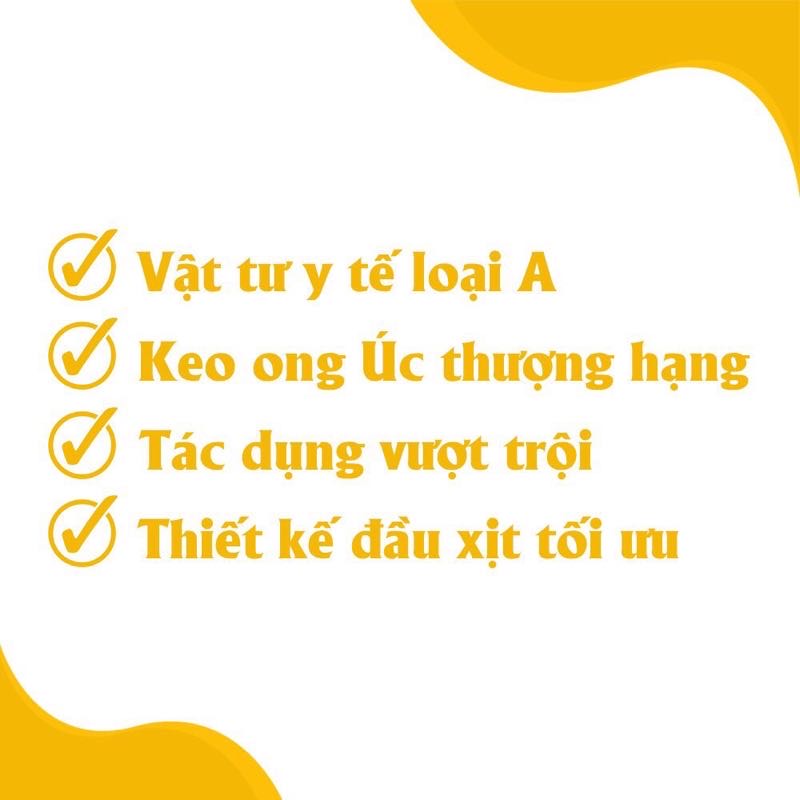 Vật tư y tế loại A
Keo ong Úc thượng hạng
Tác dụng vượt trội
Thiết kế đầu xịt tối ưu